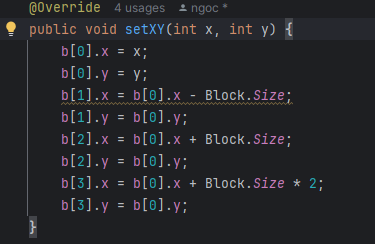 @Override 4 usages ngoc *
public void setXY(int x, int y) {
b[0].x = x;
b[0].y = y;
b[1].x = b[0].x - Block.Size;
b[1].y = b[0].y;
b[2].x = b[0].x + Block.Size;
b[2].y = b[0].y;
b[3].x = b[0].x + Block.Size * 2;
b[3].y = b[0].y;
}